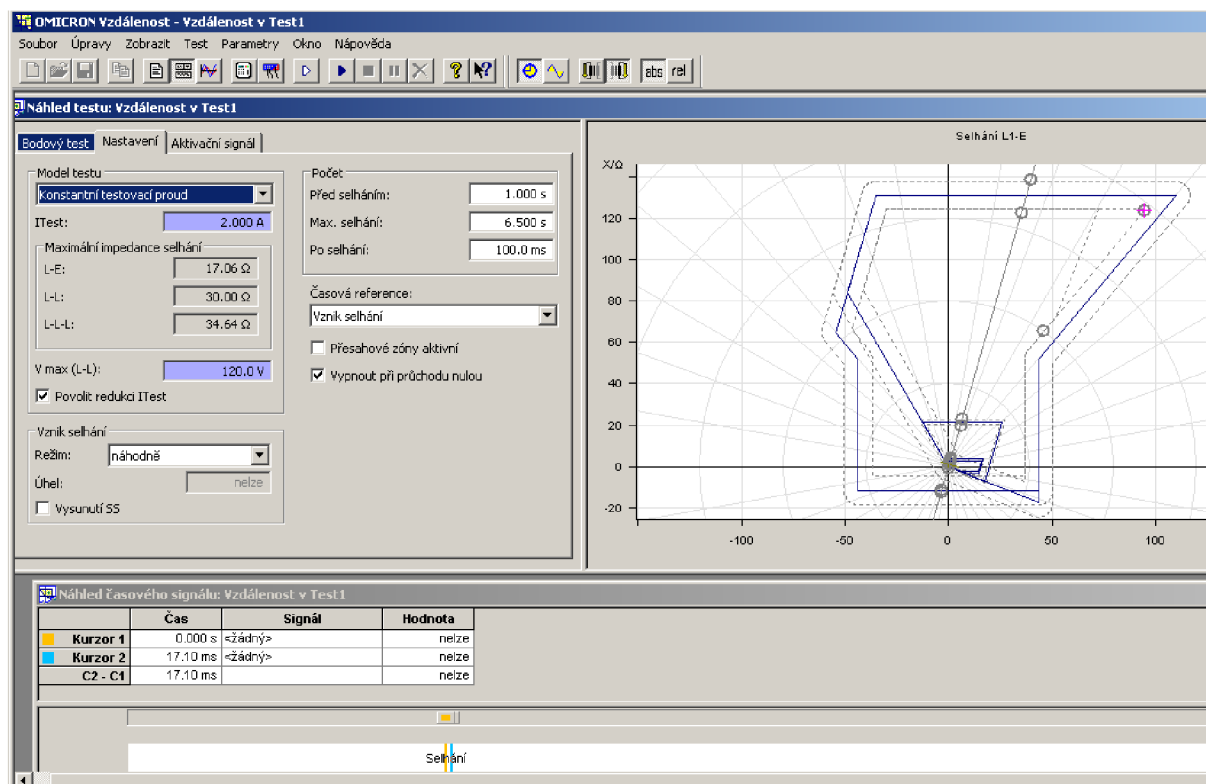 OMICRON Vzdálenost - Vzdálenost v Test1
Soubor Úpravy Zobrazit Test Parametry Okno Nápověda
abs rel
Náhled testu: Vzdálenost v Test1
Bodový test Nastavení Aktivační signál
Model testu
Konstantní testovací proud
ITest: 2.000 A
Maximální impedance selhání
L-E: 17.06 Ω
L-L: 30.00 Ω
L-L-L: 34.64 Ω
V max (L-L): 120.0 V
Povolit redukci ITest
Vznik selhání
Režim: náhodně
Úhel: nelze
Vysunutí SS
Počet
Před selháním: 1.000 s
Max. selhání: 6.500 s
Po selhání: 100.0 ms
Časová reference:
Vznik selhání
Přesahové zóny aktivní
Vypnout při průchodu nulou
Selhání L1-E
X/Ω
120
100
80
60
40
20
0
-20
-100 -50 0 50 100
Náhled časového signálu: Vzdálenost v Test1
Čas Signál Hodnota
Kurzor 1 0.000 s <žádný> nelze
Kurzor 2 17.10 ms <žádný> nelze
C2 - C1 17.10 ms nelze
Selhání